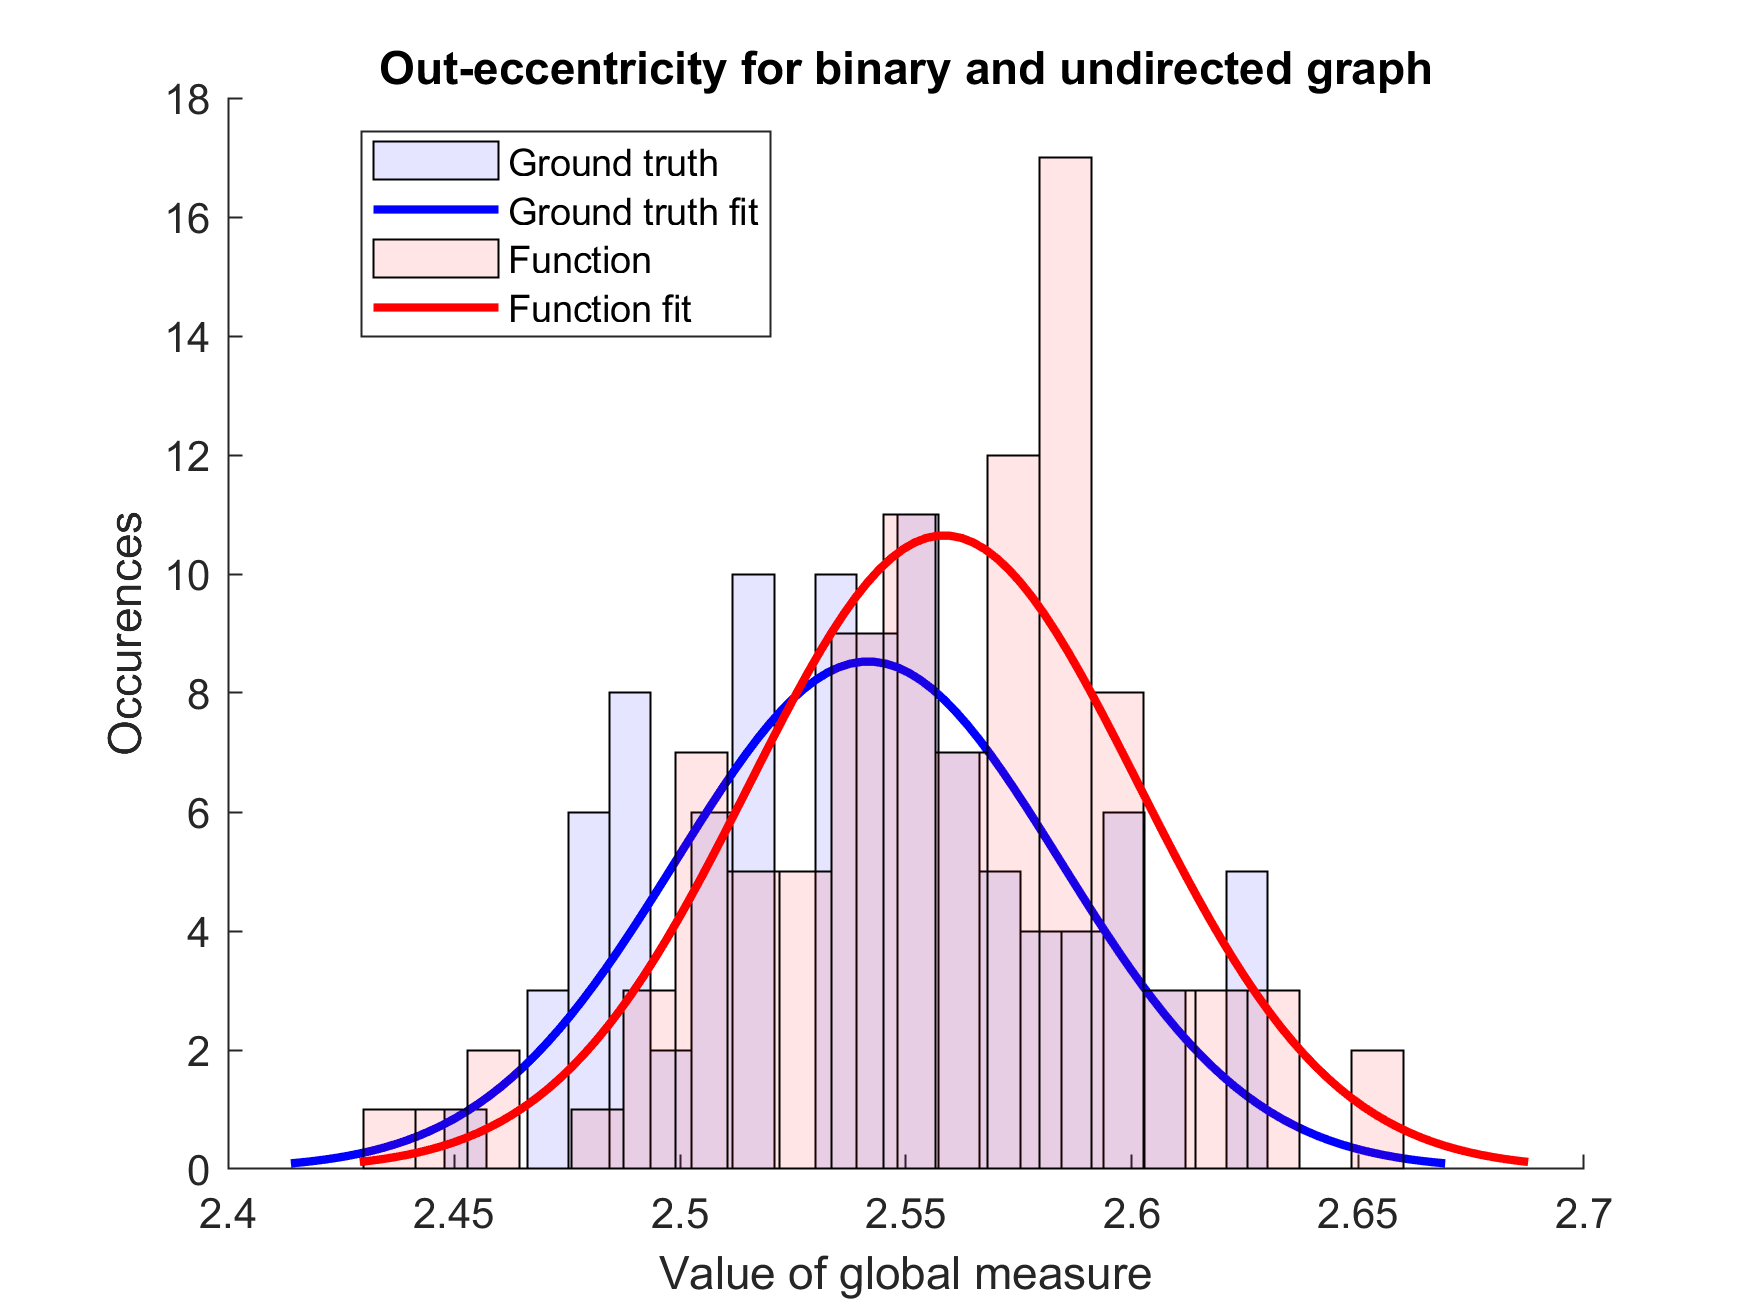 Out-eccentricity for binary and undirected graph
18
16
14
12
10
8
6
4
2
0
Ground truth
Ground truth fit
Function
Function fit
Occurences
2.4 2.45 2.5 2.55 2.6 2.65 2.7
Value of global measure